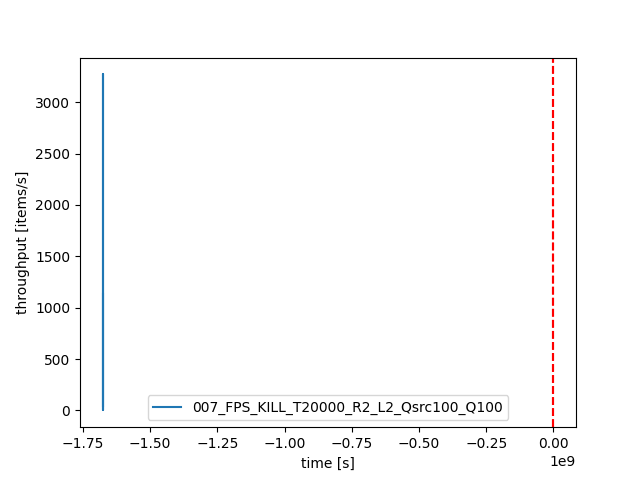 throughput [items/s]
3000
2500
2000
1500
1000
500
0
007_FPS_KILL_T20000_R2_L2_Qsrc100_Q100
−1.75 −1.50 −1.25 −1.00 −0.75 −0.50 −0.25 0.00
1e9
time [s]